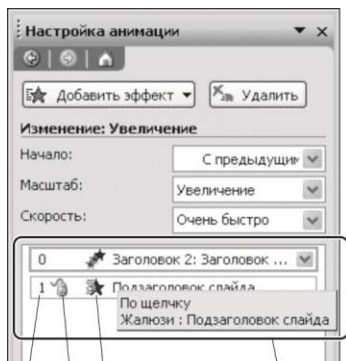 Настройка анимации
Добавить эффект
Удалить
Изменение: Увеличение
Начало:
С предыдущим
Масштаб:
Увеличение
Скорость:
Очень быстро
0 Заголовок 2: Заголовок ...
1 Подзаголовок слайда
По щелчку
Жалюзи : Подзаголовок слайда